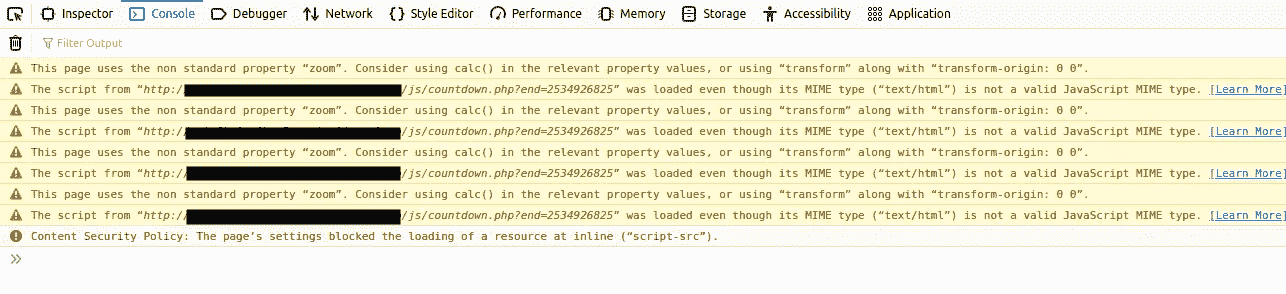 Inspector Console Debugger Network Style Editor Performance Memory Storage Accessibility Application
Filter Output
This page uses the non standard property “zoom”. Consider using calc() in the relevant property values, or using “transform” along with “transform-origin: 0 0”.
The script from “http:/ /js/countdown.php?end=2534926825” was loaded even though its MIME type (“text/html”) is not a valid JavaScript MIME type. [Learn More]
This page uses the non standard property “zoom”. Consider using calc() in the relevant property values, or using “transform” along with “transform-origin: 0 0”.
The script from “http:/ /js/countdown.php?end=2534926825” was loaded even though its MIME type (“text/html”) is not a valid JavaScript MIME type. [Learn More]
This page uses the non standard property “zoom”. Consider using calc() in the relevant property values, or using “transform” along with “transform-origin: 0 0”.
The script from “http:/ /js/countdown.php?end=2534926825” was loaded even though its MIME type (“text/html”) is not a valid JavaScript MIME type. [Learn More]
This page uses the non standard property “zoom”. Consider using calc() in the relevant property values, or using “transform” along with “transform-origin: 0 0”.
The script from “http:/ /js/countdown.php?end=2534926825” was loaded even though its MIME type (“text/html”) is not a valid JavaScript MIME type. [Learn More]
Content Security Policy: The page’s settings blocked the loading of a resource at inline (“script-src”).